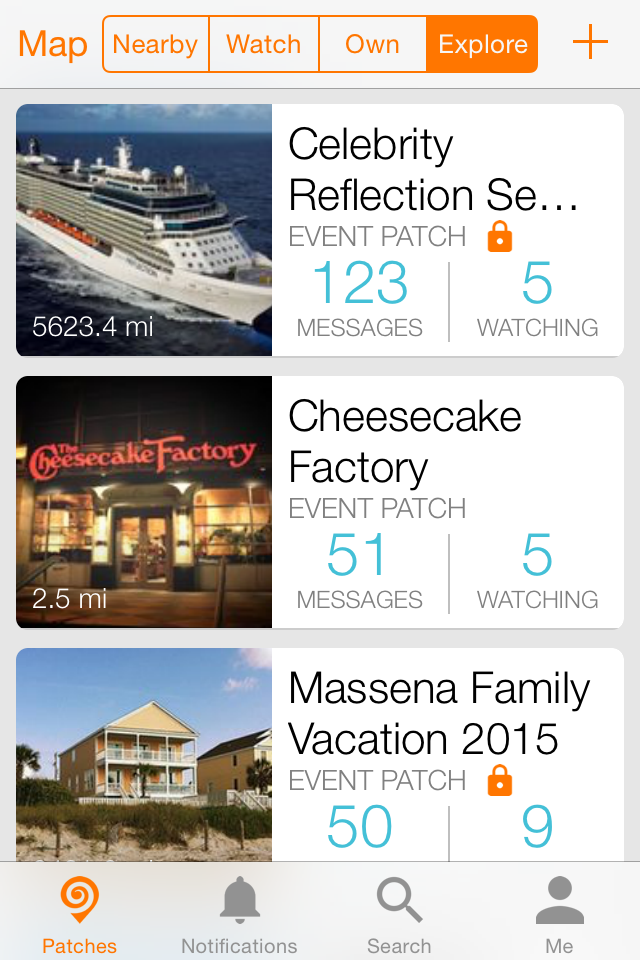 Map
Nearby
Watch
Own
Explore
Celebrity
Reflection Se...
EVENT PATCH
123
5
MESSAGES
WATCHING
5623.4 mi
The
Cheesecake Factory
Cheesecake
Factory
EVENT PATCH
51
5
MESSAGES
WATCHING
2.5 mi
Massena Family
Vacation 2015
EVENT PATCH
50
9
Patches
Notifications
Search
Me